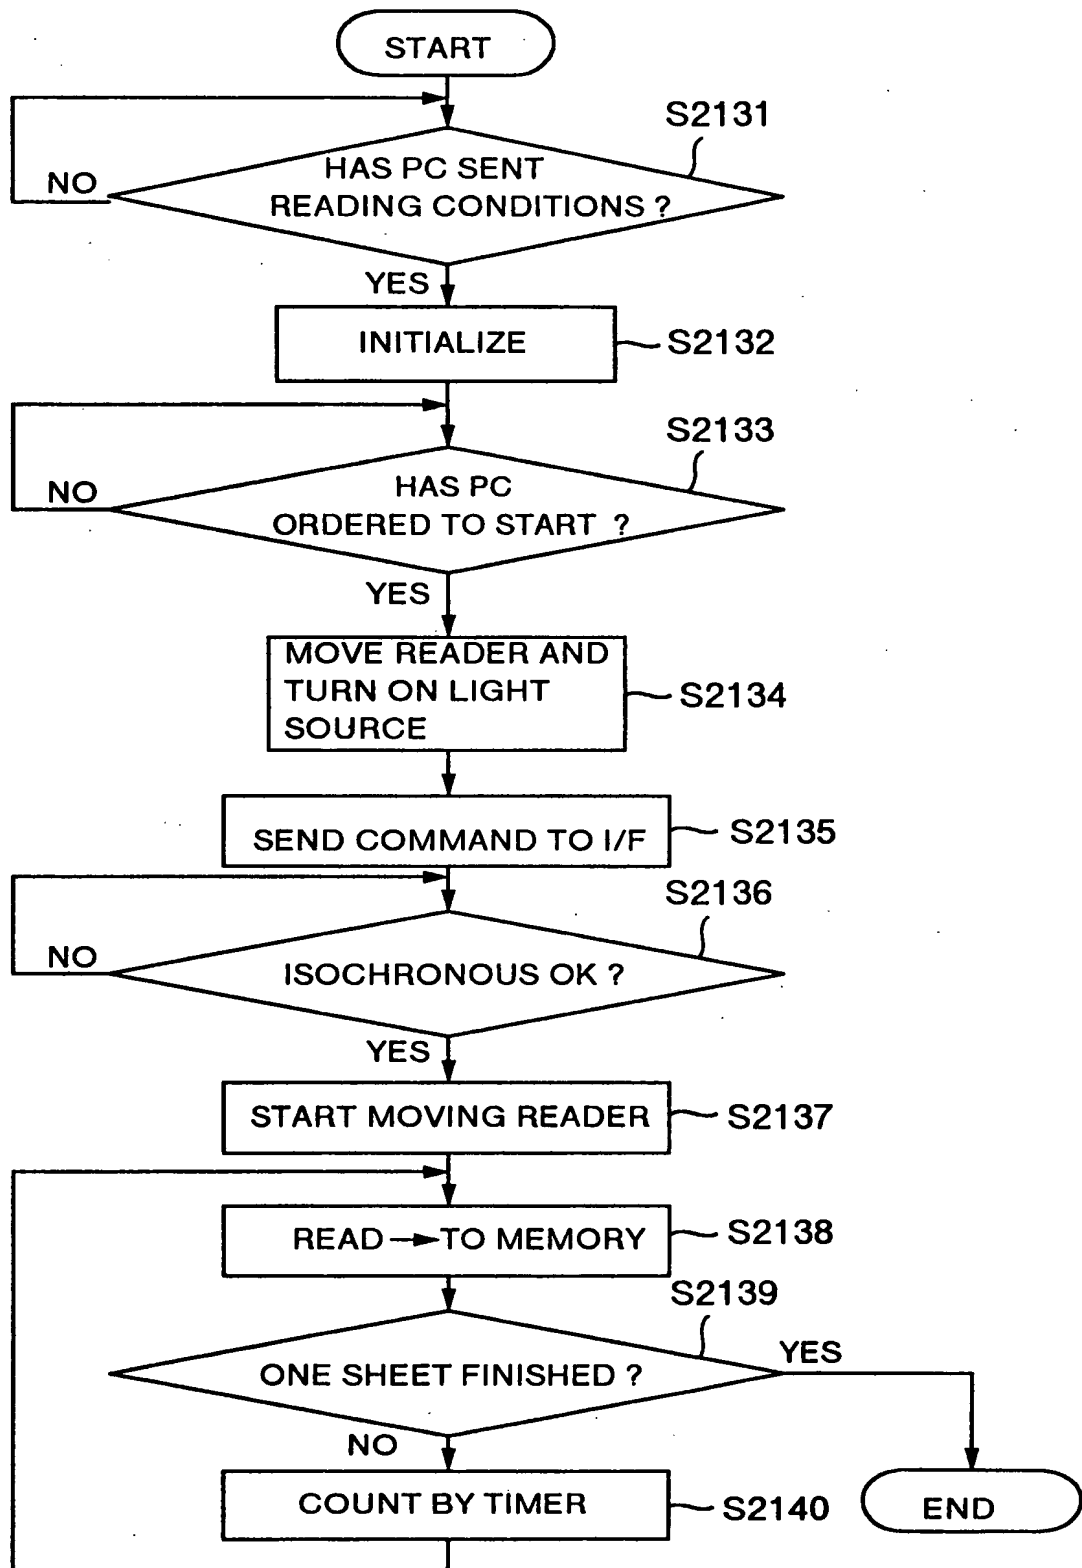 START
S2131
HAS PC SENT
READING CONDITIONS ?
NO
YES
INITIALIZE
S2132
S2133
HAS PC
ORDERED TO START ?
NO
YES
MOVE READER AND
TURN ON LIGHT
SOURCE
S2134
SEND COMMAND TO I/F
S2135
S2136
ISOCHRONOUS OK ?
NO
YES
START MOVING READER
S2137
READ → TO MEMORY
S2138
S2139
ONE SHEET FINISHED ?
YES
NO
COUNT BY TIMER
S2140
END